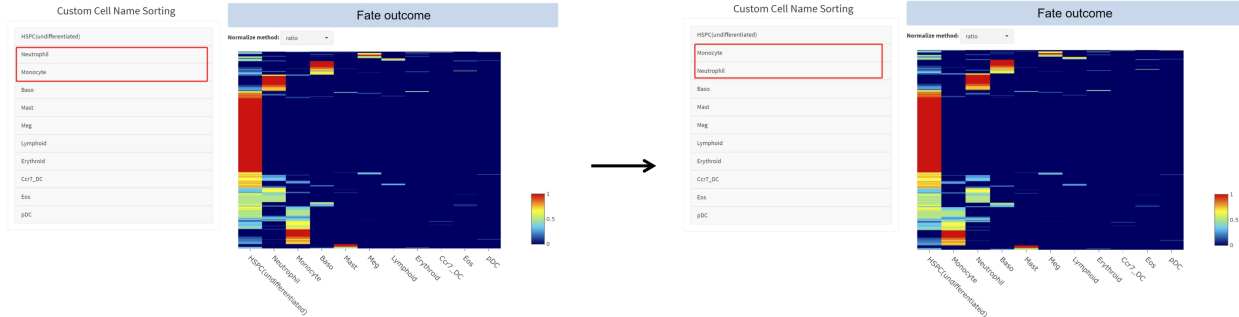 Custom Cell Name Sorting
HSPC(undifferentiated)
Neutrophil
Monocyte
Baso
Mast
Meg
Lymphoid
Erythroid
Ccr7_DC
Eos
pDC
Fate outcome
Normalize method: ratio
1
0.5
0
HSPC(undifferentiated)
Neutrophil
Monocyte
Baso
Mast
Meg
Lymphoid
Erythroid
Ccr7_DC
Eos
pDC
Custom Cell Name Sorting
HSPC(undifferentiated)
Monocyte
Neutrophil
Baso
Mast
Meg
Lymphoid
Erythroid
Ccr7_DC
Eos
pDC
Fate outcome
Normalize method: ratio
1
0.5
0
HSPC(undifferentiated)
Monocyte
Neutrophil
Baso
Mast
Meg
Lymphoid
Erythroid
Ccr7_DC
Eos
pDC